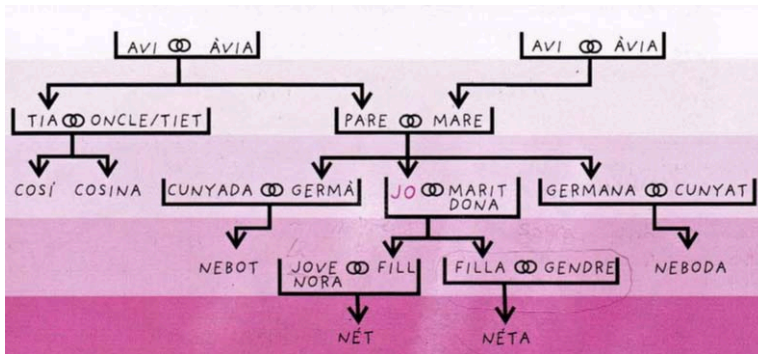 AVI ÀVIA AVI ÀVIA
TIA ONCLE/TIET PARE MARE
COSÍ COSINA CUNYADA GERMÀ JO MARIT GERMANA CUNYAT
DONA
NEBOT JOVE FILL FILLA GENDRE NEBODA
NORA
NÉT NÉTA